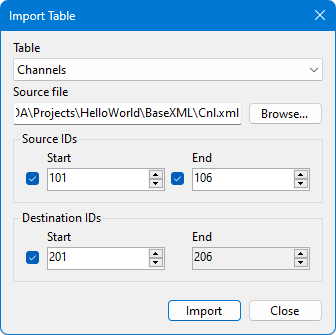 Import Table
Table
Channels
Source file
DA\Projects\HelloWorld\BaseXML\Cnl.xml
Browse...
Source IDs
Start
End
101
106
Destination IDs
Start
End
201
206
Import
Close